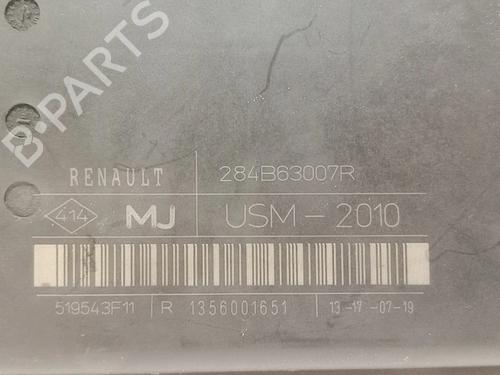 RENAULT 284B63007R
414 MJ USM-2010
519543F11 R 1356001651 13-17-07-19
B-PARTS